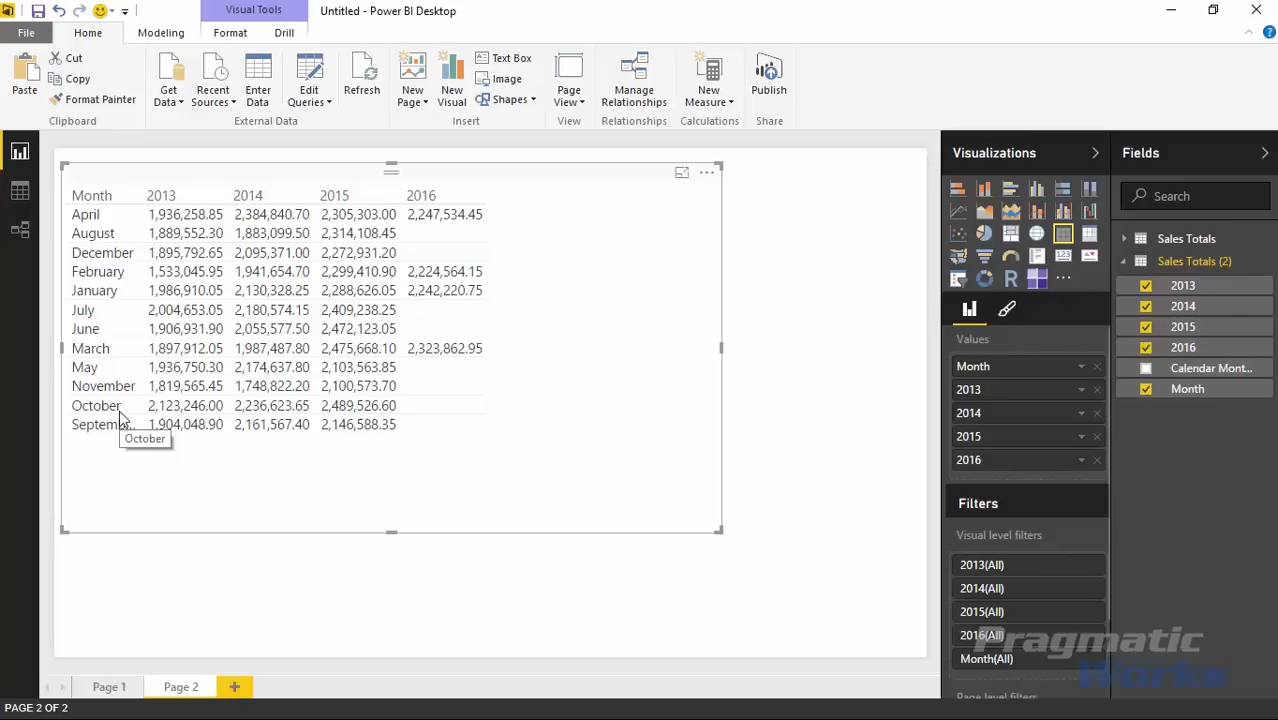 Visual Tools
Untitled - Power BI Desktop
File
Home
Modeling
Format
Drill
Paste
Cut
Copy
Format Painter
Clipboard
Get Data
Recent Sources
Enter Data
Edit Queries
Refresh
External Data
New Page
New Visual
Text Box
Image
Shapes
Insert
Page View
View
Manage Relationships
Relationships
New Measure
Calculations
Publish
Share
Month 2013 2014 2015 2016
April 1,936,258.85 2,384,840.70 2,305,303.00 2,247,534.45
August 1,889,552.30 1,883,099.50 2,314,108.45
December 1,895,792.65 2,095,371.00 2,272,931.20
February 1,533,045.95 1,941,654.70 2,299,410.90 2,224,564.15
January 1,986,910.05 2,130,328.25 2,268,626.05 2,242,220.75
July 2,004,653.05 2,180,574.15 2,409,238.25
June 1,906,931.90 2,055,577.50 2,472,123.05
March 1,897,912.05 1,987,487.80 2,475,668.10 2,323,862.95
May 1,936,750.30 2,174,637.80 2,103,563.85
November 1,819,565.45 1,748,822.20 2,100,573.70
October 2,123,246.00 2,236,623.65 2,489,526.60
Septem... 1,904,048.90 2,161,567.40 2,146,588.35
October
Visualizations
R
123
Values
Month
2013
2014
2015
2016
Filters
Visual level filters
2013(All)
2014(All)
2015(All)
2016(All)
Month(All)
Page level filters
Fields
Search
Sales Totals
Sales Totals (2)
2013
2014
2015
2016
Calendar Mont...
Month
Pragmatic
Works
Page 1
Page 2
PAGE 2 OF 2